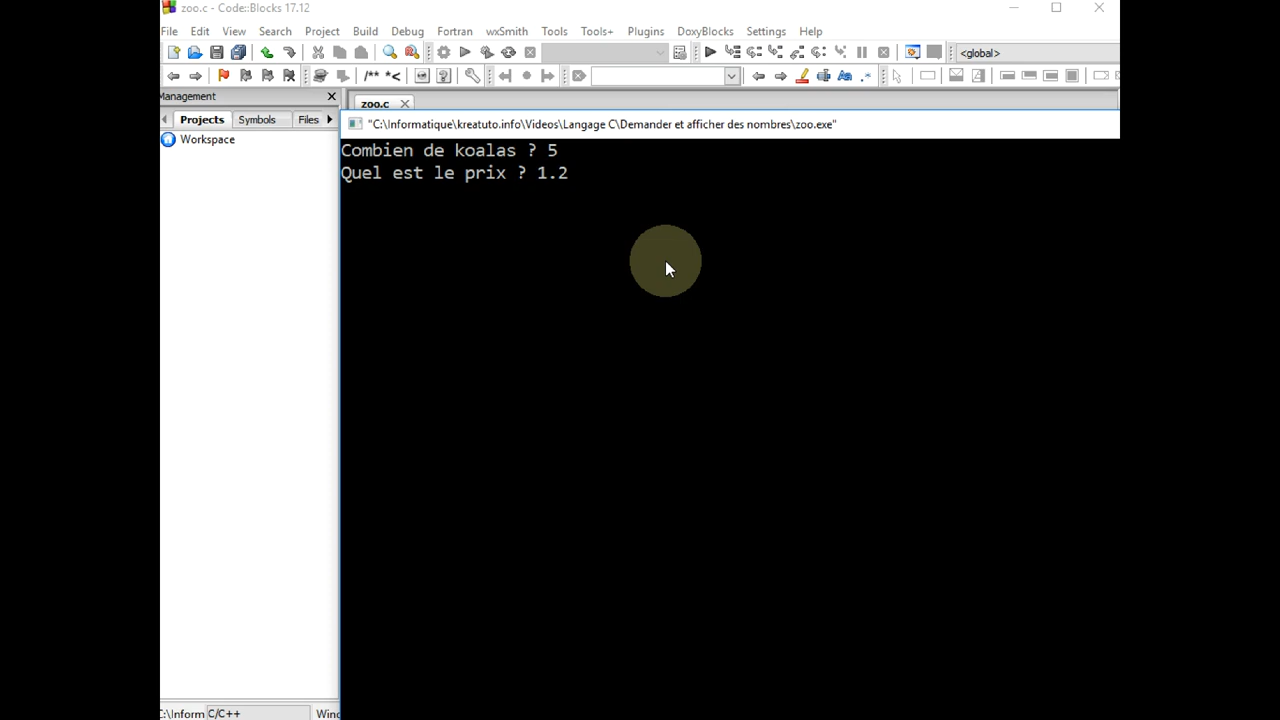 zoo.c - Code::Blocks 17.12
File Edit View Search Project Build Debug Fortran wxSmith Tools Tools+ Plugins DoxyBlocks Settings Help
/** *< <global>
Management
zoo.c
Projects Symbols Files
"C:\Informatique\kreatuto.info\Videos\Langage C\Demander et afficher des nombres\zoo.exe"
Workspace
Combien de koalas ? 5
Quel est le prix ? 1.2
C:\Inform C/C++ Wind